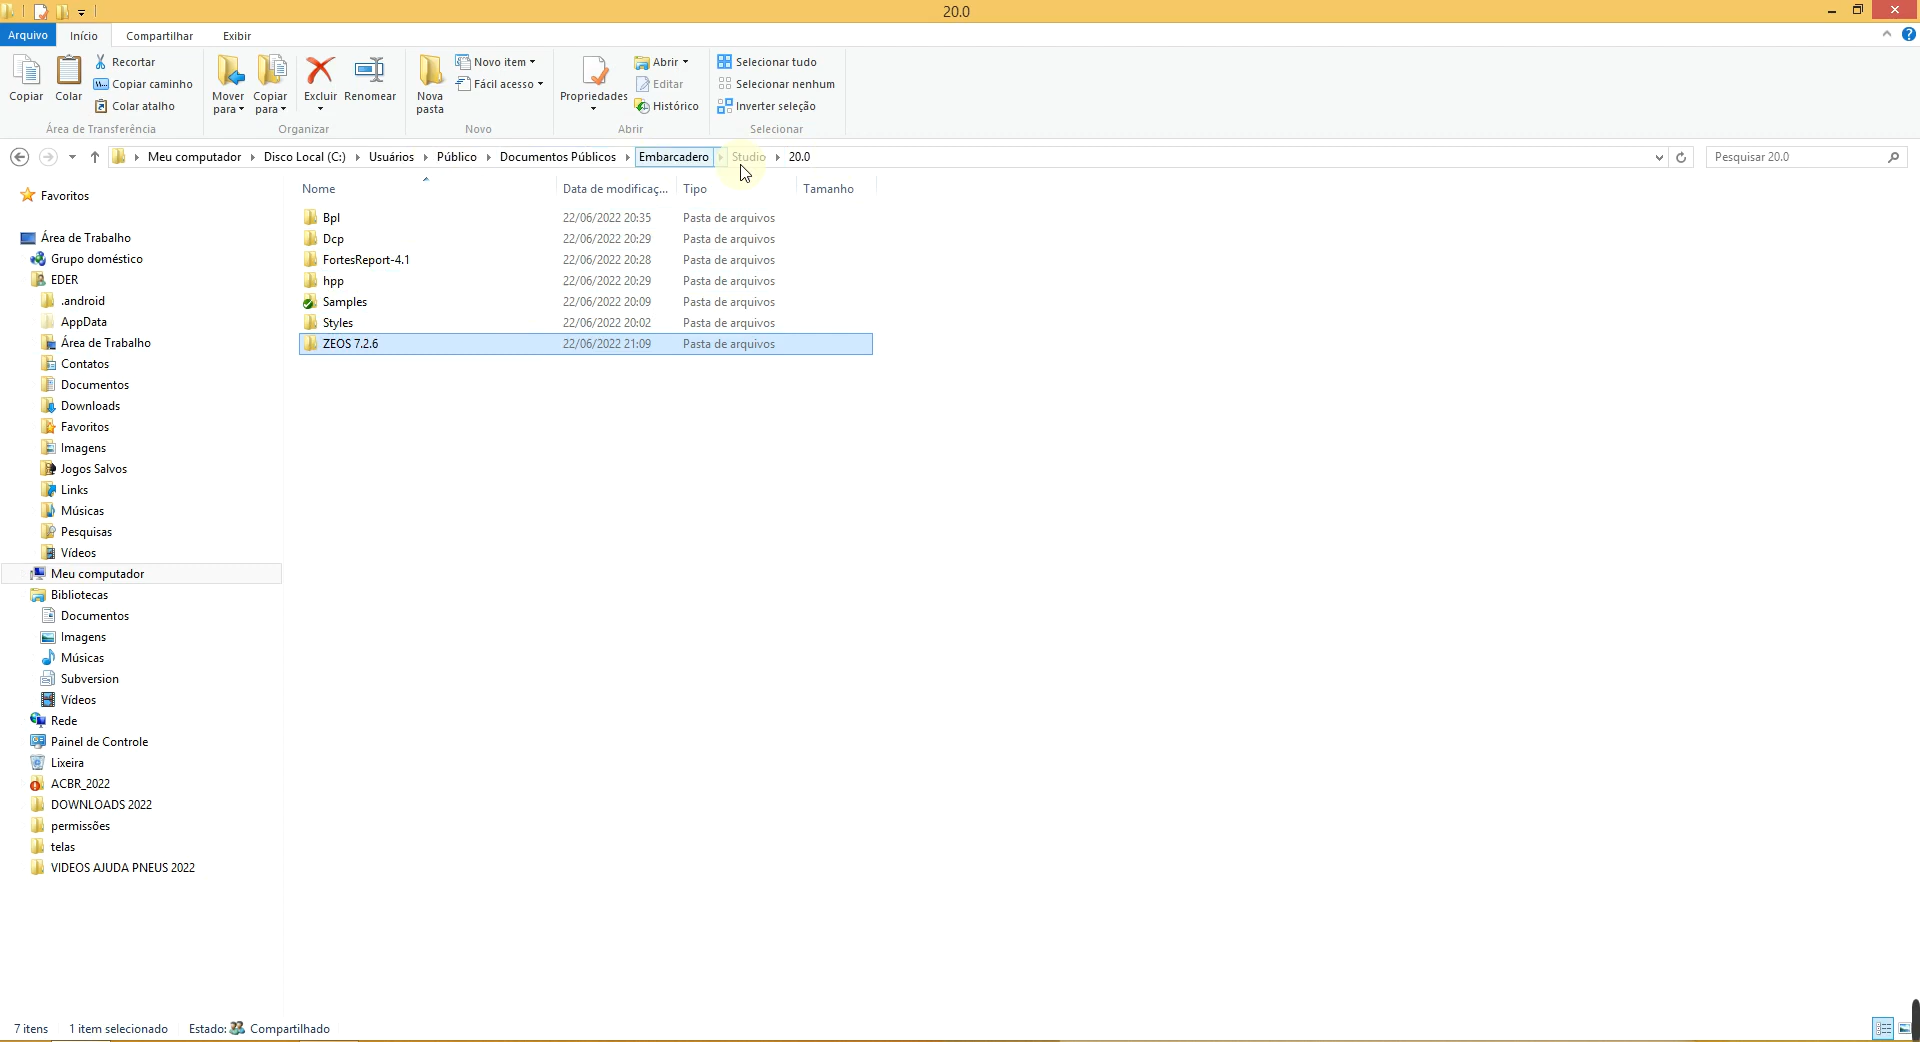 20.0
Arquivo Início Compartilhar Exibir
Copiar Colar Recortar Copiar caminho Colar atalho
Mover para Copiar para Excluir Renomear
Nova pasta Novo item Fácil acesso
Propriedades Abrir Editar Histórico
Selecionar tudo Selecionar nenhum Inverter seleção
Área de Transferência Organizar Novo Abrir Selecionar
Meu computador Disco Local (C:) Usuários Público Documentos Públicos Embarcadero Studio 20.0 Pesquisar 20.0
Favoritos
Área de Trabalho
Grupo doméstico
EDER
.android
AppData
Área de Trabalho
Contatos
Documentos
Downloads
Favoritos
Imagens
Jogos Salvos
Links
Músicas
Pesquisas
Vídeos
Meu computador
Bibliotecas
Documentos
Imagens
Músicas
Subversion
Vídeos
Rede
Painel de Controle
Lixeira
ACBR_2022
DOWNLOADS 2022
permissões
telas
VIDEOS AJUDA PNEUS 2022
Nome Data de modificaç... Tipo Tamanho
Bpl 22/06/2022 20:35 Pasta de arquivos
Dcp 22/06/2022 20:29 Pasta de arquivos
FortesReport-4.1 22/06/2022 20:28 Pasta de arquivos
hpp 22/06/2022 20:29 Pasta de arquivos
Samples 22/06/2022 20:09 Pasta de arquivos
Styles 22/06/2022 20:02 Pasta de arquivos
ZEOS 7.2.6 22/06/2022 21:09 Pasta de arquivos
7 itens 1 item selecionado Estado: Compartilhado